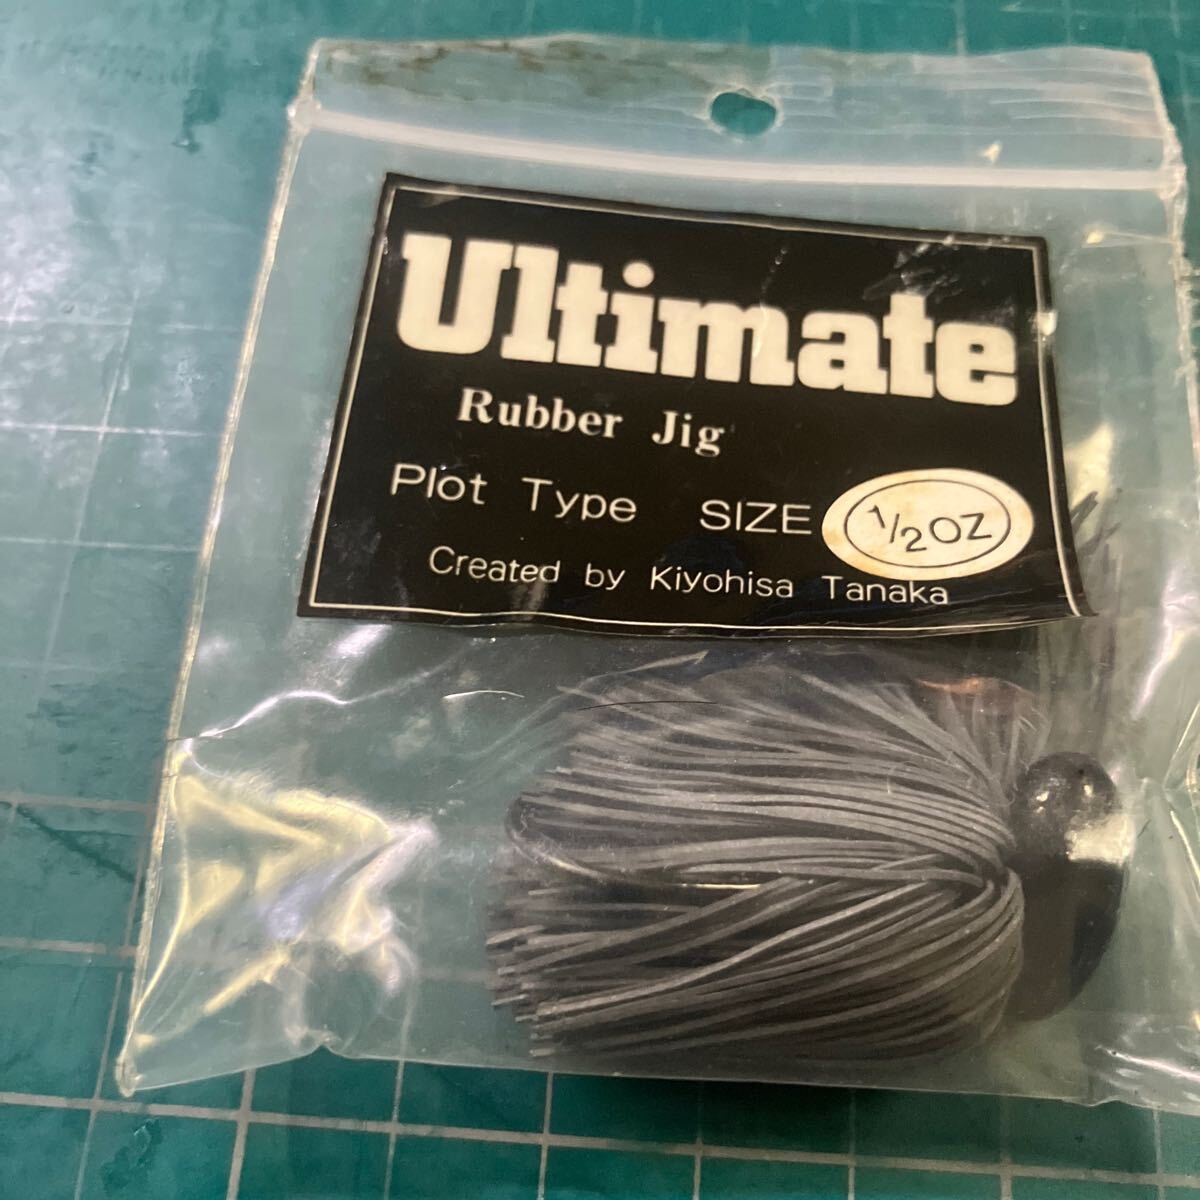 Ultimate
Rubber Jig
Plot Type SIZE 1/2OZ
Created by Kiyohisa Tanaka